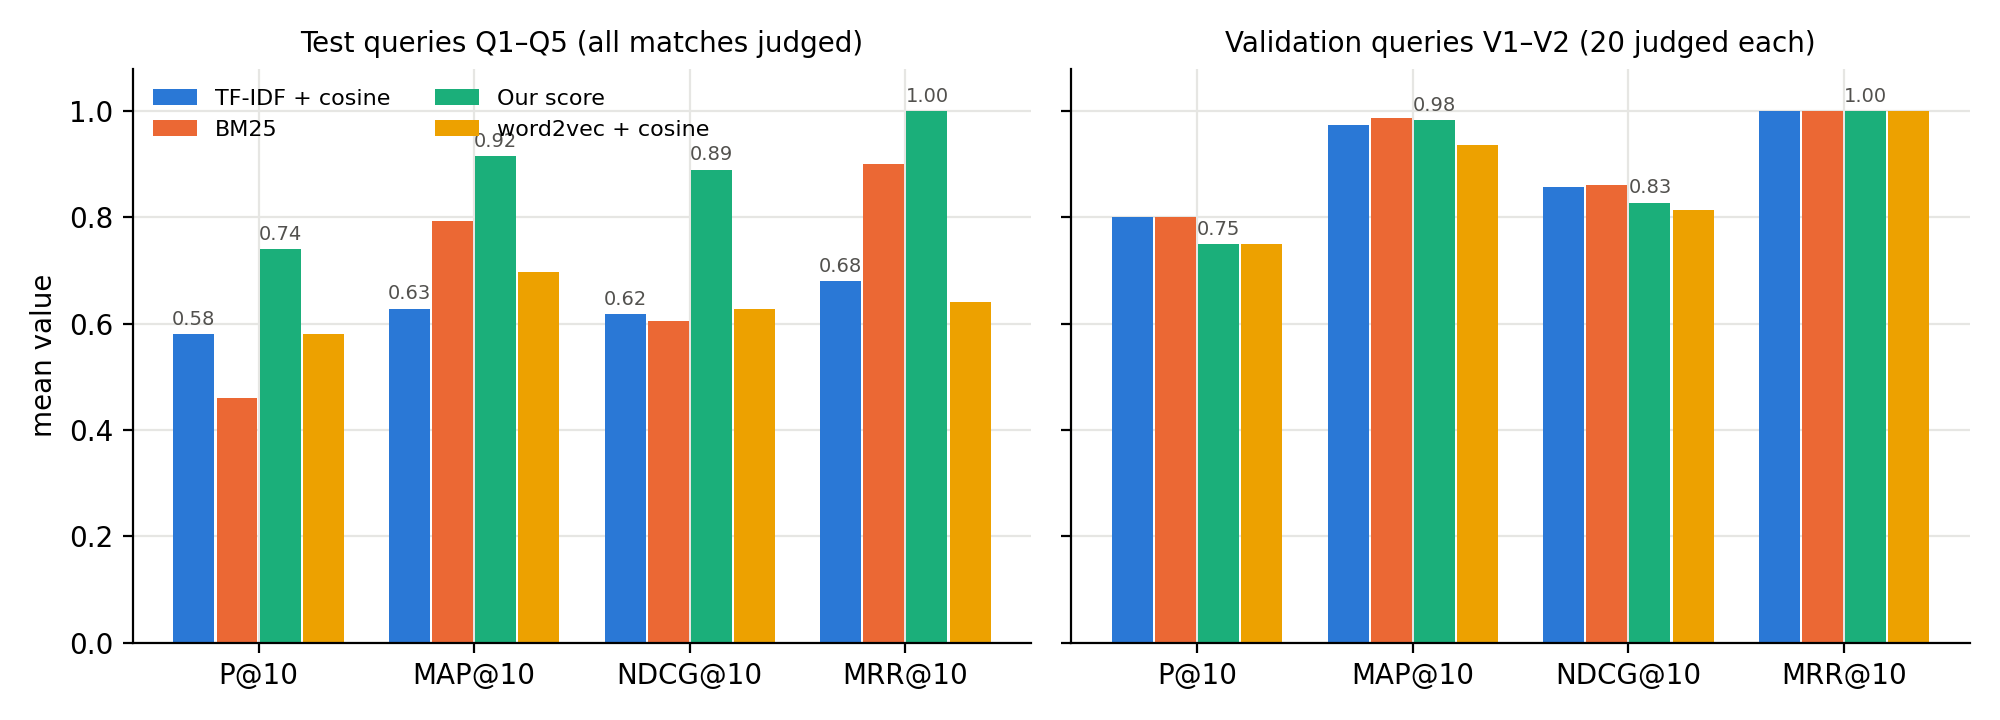 Test queries Q1–Q5 (all matches judged)
TF-IDF + cosine
BM25
Our score
word2vec + cosine
mean value
1.0
0.8
0.6
0.4
0.2
0.0
0.58
0.74
0.63
0.92
0.62
0.89
0.68
1.00
P@10
MAP@10
NDCG@10
MRR@10
Validation queries V1–V2 (20 judged each)
0.75
0.98
0.83
1.00
P@10
MAP@10
NDCG@10
MRR@10